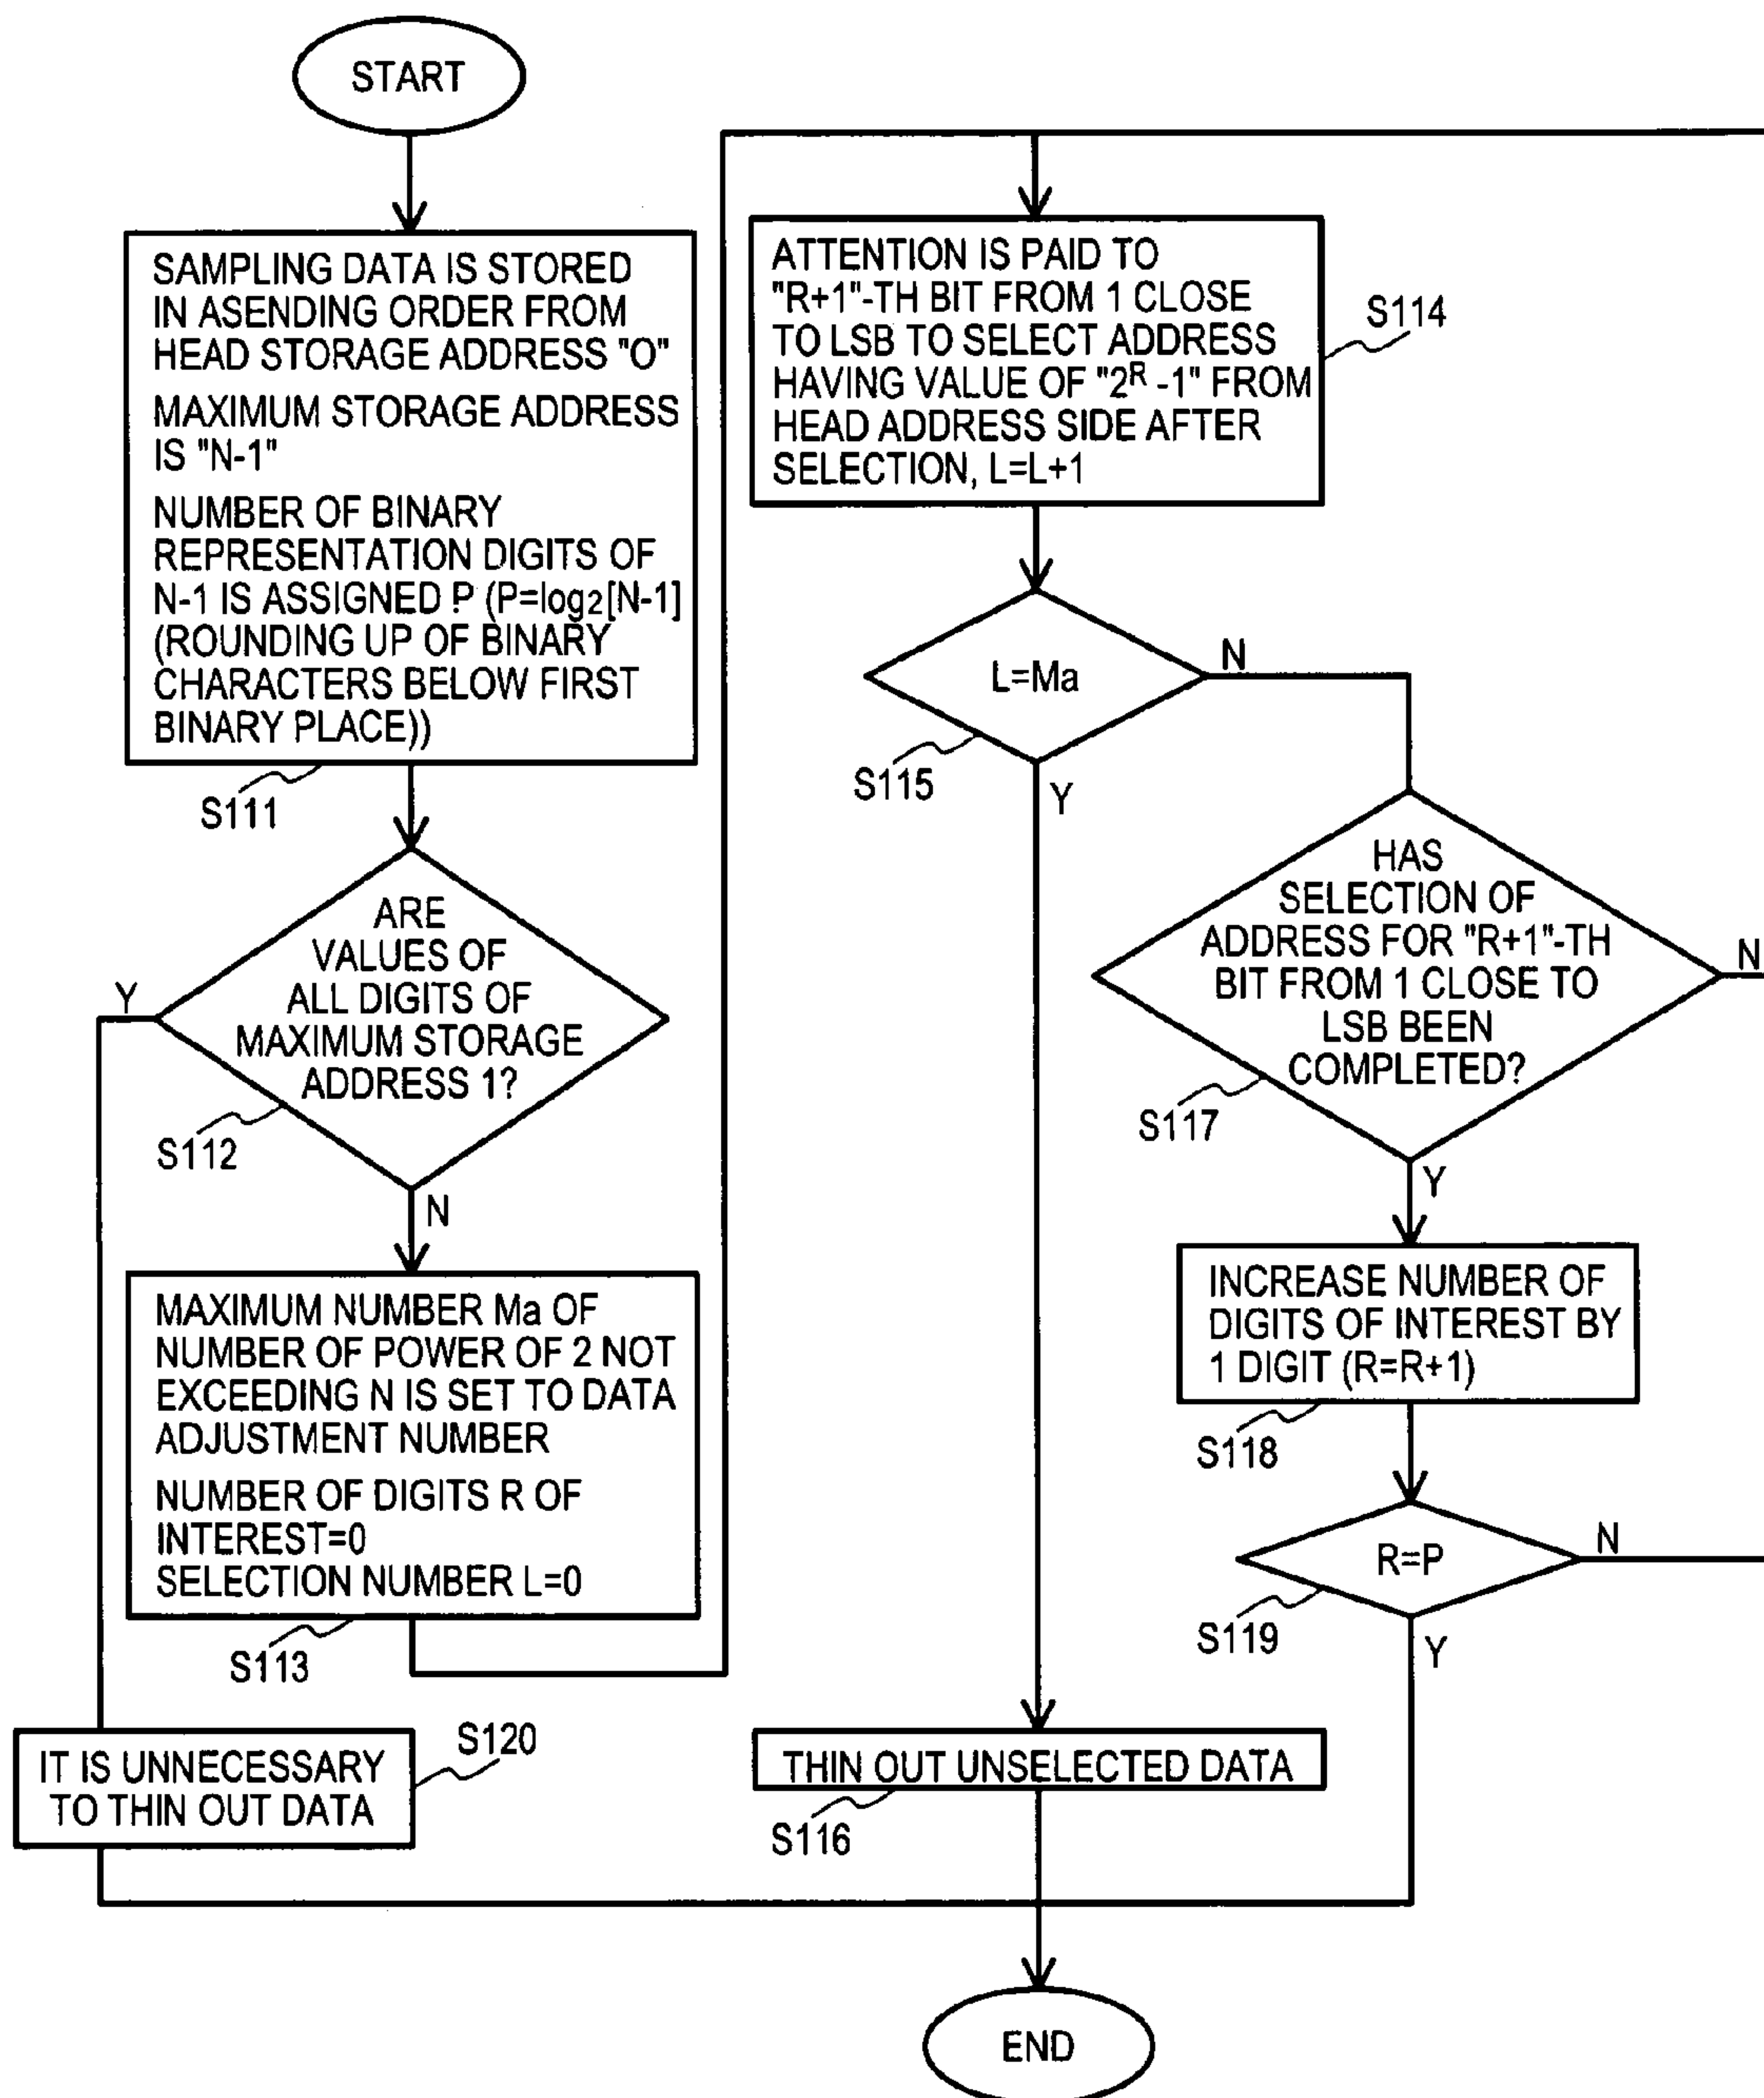 START
SAMPLING DATA IS STORED
IN ASENDING ORDER FROM
HEAD STORAGE ADDRESS "O"
MAXIMUM STORAGE ADDRESS
IS "N-1"
NUMBER OF BINARY
REPRESENTATION DIGITS OF
N-1 IS ASSIGNED P (P=log2[N-1]
(ROUNDING UP OF BINARY
CHARACTERS BELOW FIRST
BINARY PLACE))
S111
ARE
VALUES OF
ALL DIGITS OF
MAXIMUM STORAGE
ADDRESS 1?
Y
S112
N
MAXIMUM NUMBER Ma OF
NUMBER OF POWER OF 2 NOT
EXCEEDING N IS SET TO DATA
ADJUSTMENT NUMBER
NUMBER OF DIGITS R OF
INTEREST=0
SELECTION NUMBER L=0
S113
IT IS UNNECESSARY
TO THIN OUT DATA
S120
ATTENTION IS PAID TO
"R+1"-TH BIT FROM 1 CLOSE
TO LSB TO SELECT ADDRESS
HAVING VALUE OF "2^R -1" FROM
HEAD ADDRESS SIDE AFTER
SELECTION, L=L+1
S114
L=Ma
N
S115
Y
HAS
SELECTION OF
ADDRESS FOR "R+1"-TH
BIT FROM 1 CLOSE TO
LSB BEEN
COMPLETED?
N
S117
Y
INCREASE NUMBER OF
DIGITS OF INTEREST BY
1 DIGIT (R=R+1)
S118
R=P
N
S119
Y
THIN OUT UNSELECTED DATA
S116
END